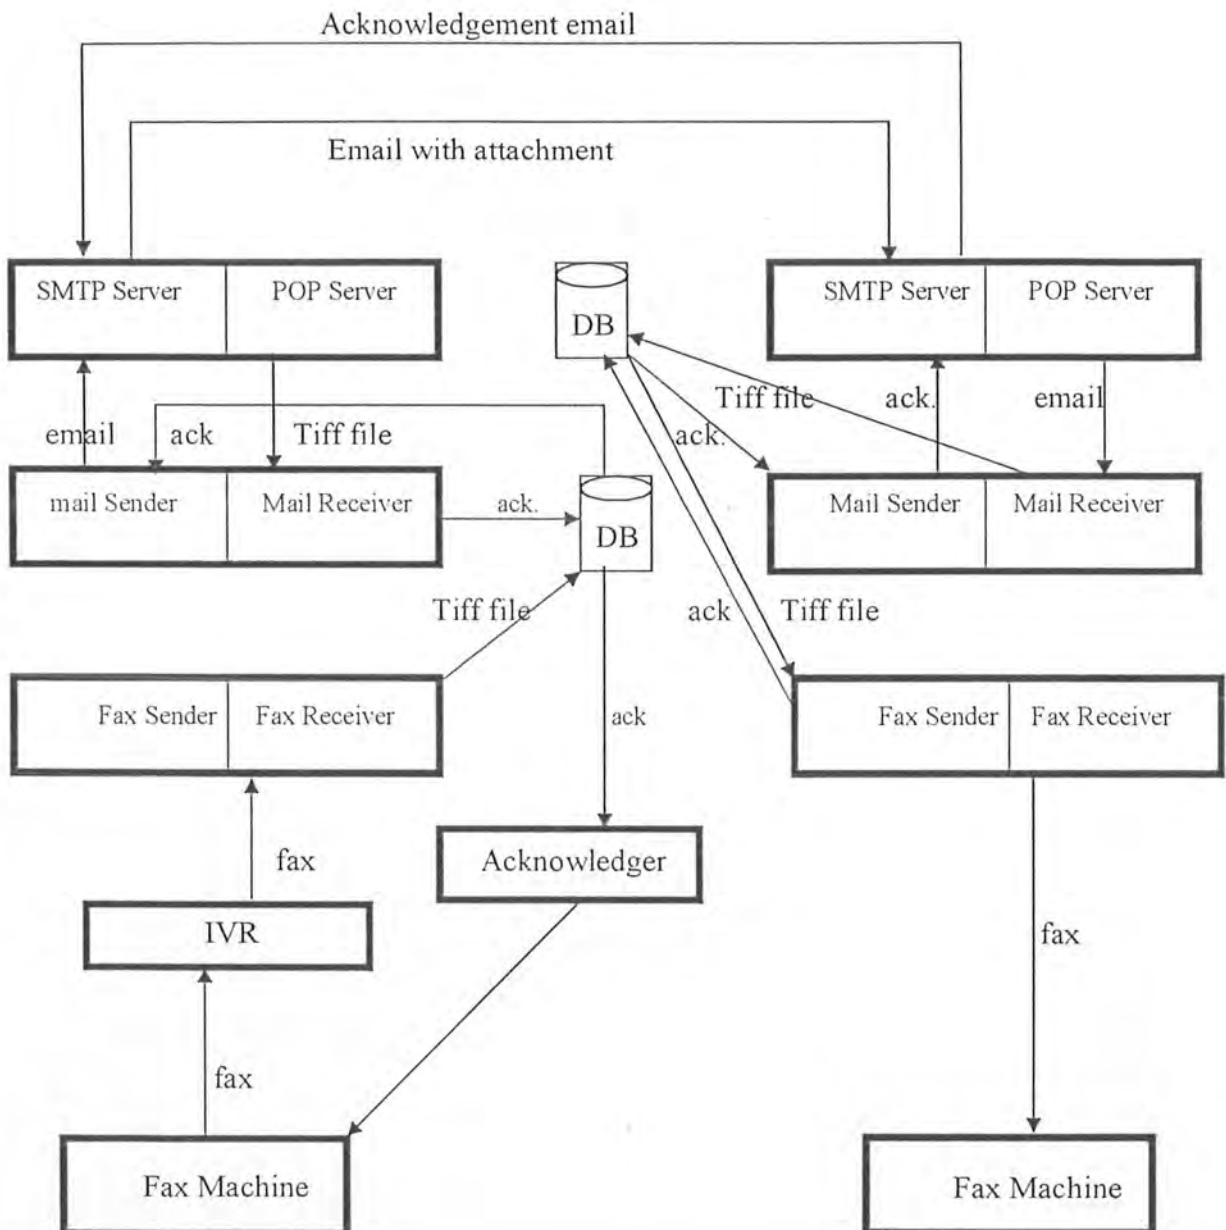 Acknowledgement email
Email with attachment
SMTP Server
POP Server
DB
SMTP Server
POP Server
email
ack
Tiff file
ack.
Tiff file
ack.
email
mail Sender
Mail Receiver
ack.
DB
Mail Sender
Mail Receiver
Tiff file
ack
Tiff file
Fax Sender
Fax Receiver
ack
Fax Sender
Fax Receiver
fax
Acknowledger
IVR
fax
fax
Fax Machine
Fax Machine